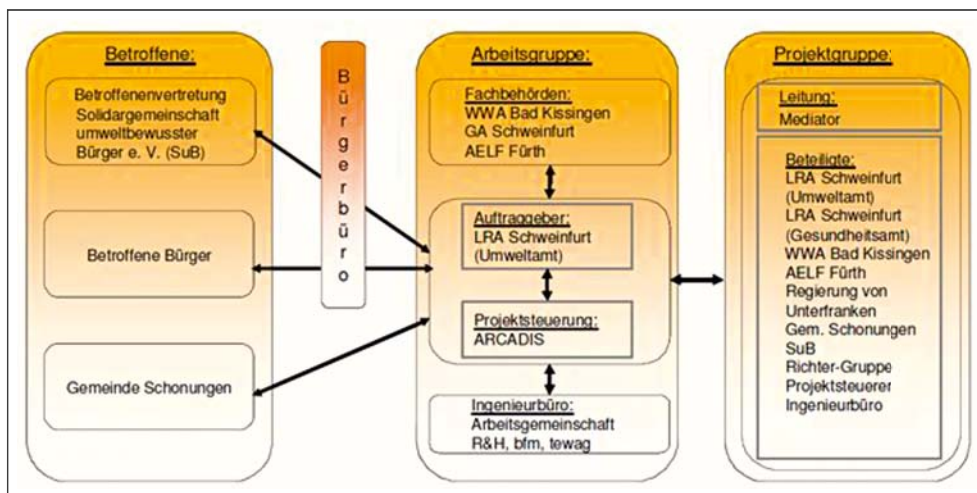 Betroffene:
Betroffenenvertretung
Solidargemeinschaft
umweltbewusster
Bürger e. V. (SuB)
Betroffene Bürger
Gemeinde Schonungen
Bürgerbüro
Arbeitsgruppe:
Fachbehörden:
WWA Bad Kissingen
GA Schweinfurt
AELF Fürth
Auftraggeber:
LRA Schweinfurt
(Umweltamt)
Projektsteuerung:
ARCADIS
Ingenieurbüro:
Arbeitsgemeinschaft
R&H, bfm, tewag
Projektgruppe:
Leitung:
Mediator
Beteiligte:
LRA Schweinfurt
(Umweltamt)
LRA Schweinfurt
(Gesundheitsamt)
WWA Bad Kissingen
AELF Fürth
Regierung von
Unterfranken
Gem. Schonungen
SuB
Richter-Gruppe
Projektsteuerer
Ingenieurbüro